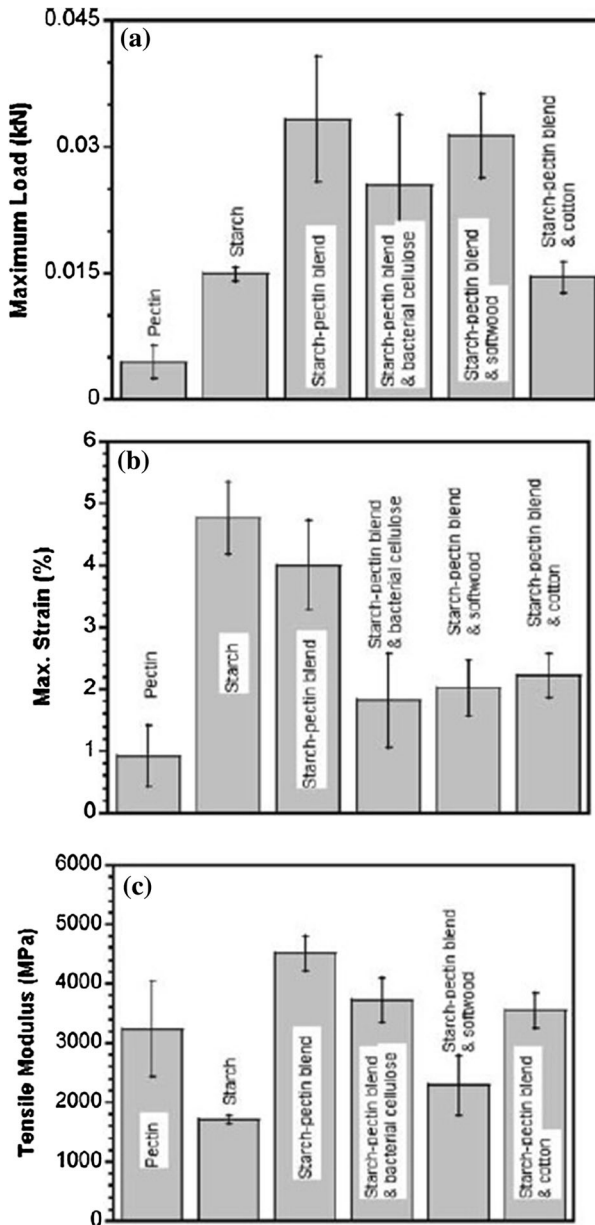 (a)
Maximum Load (kN)
0.045
0.03
0.015
0
Pectin
Starch
Starch-pectin blend
Starch-pectin blend
& bacterial cellulose
Starch-pectin blend
& softwood
Starch-pectin blend
& cotton
(b)
Max. Strain (%)
6
5
4
3
2
1
0
Pectin
Starch
Starch-pectin blend
Starch-pectin blend
& bacterial cellulose
Starch-pectin blend
& softwood
Starch-pectin blend
& cotton
(c)
Tensile Modulus (MPa)
6000
5000
4000
3000
2000
1000
0
Pectin
Starch
Starch-pectin blend
Starch-pectin blend
& bacterial cellulose
Starch-pectin blend
& softwood
Starch-pectin blend
& cotton